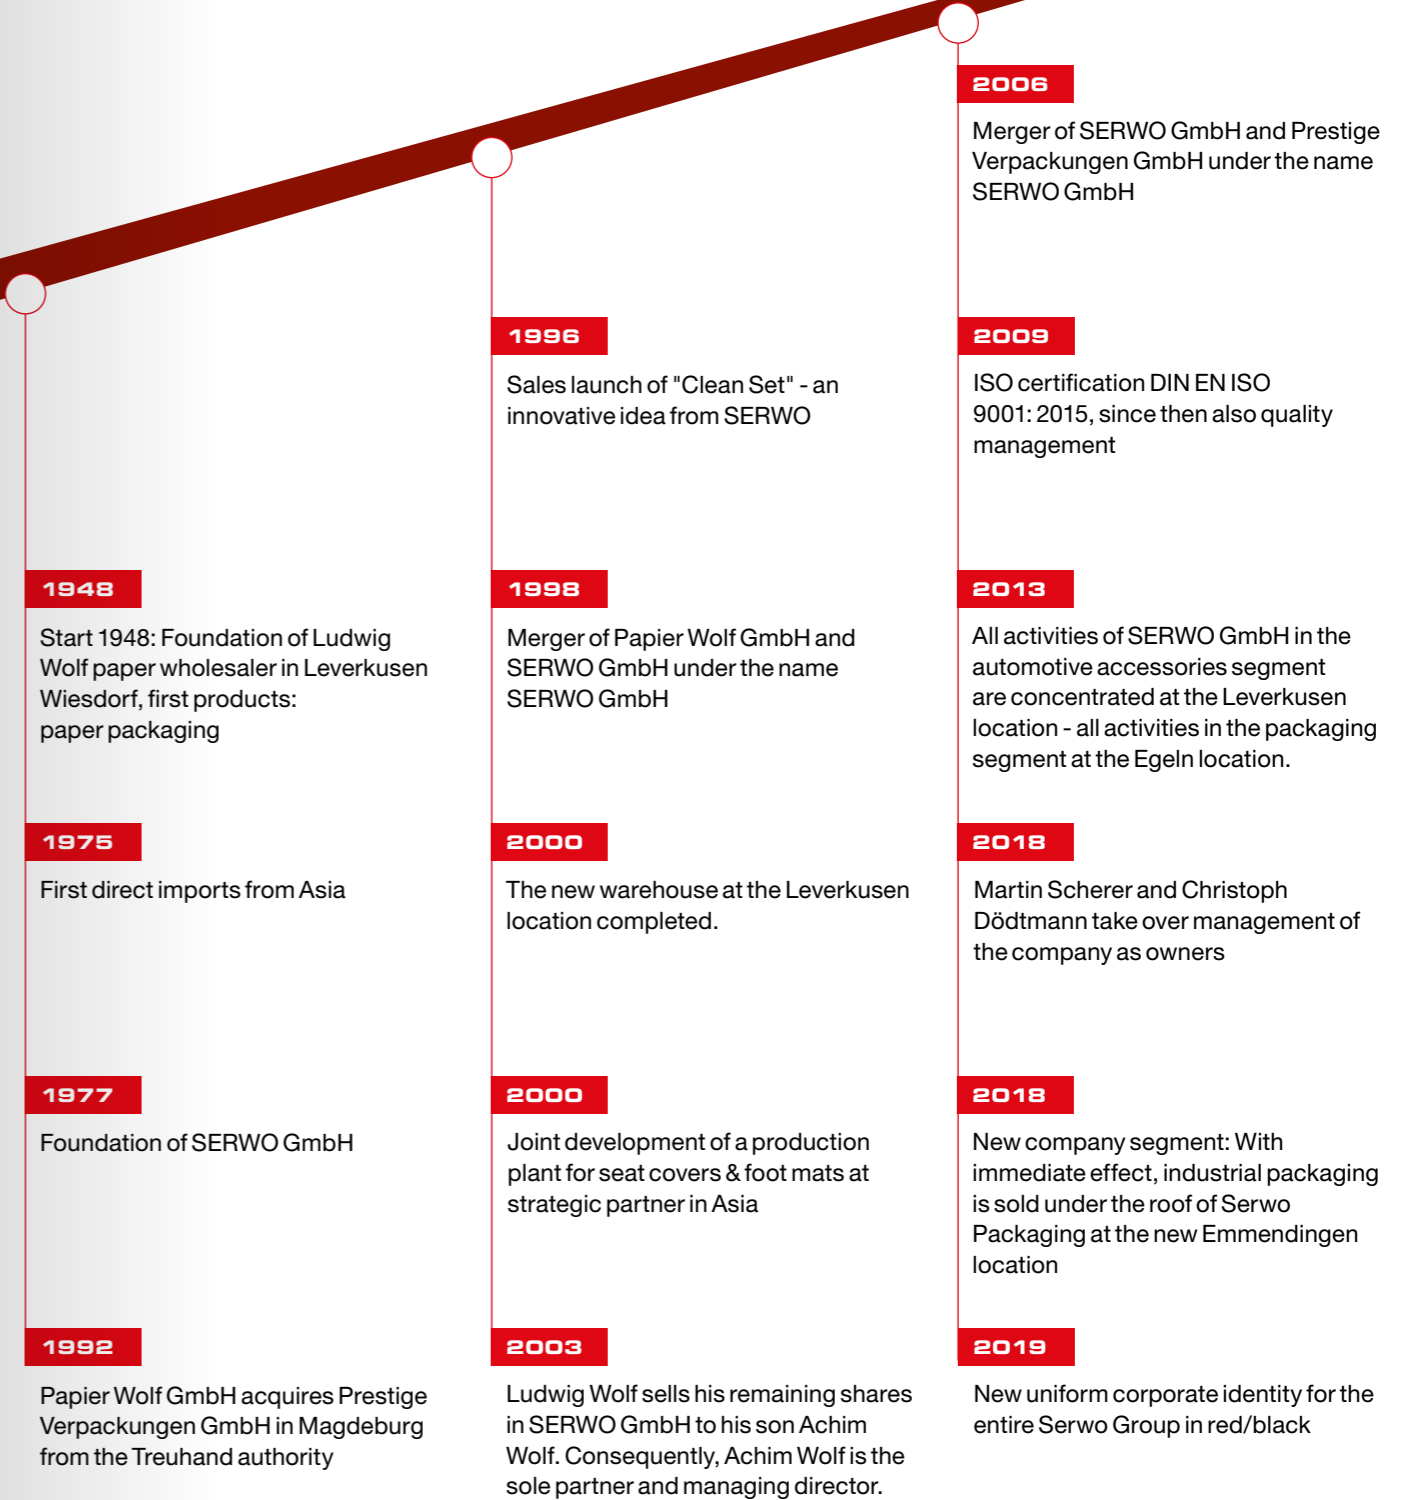 1948
Start 1948: Foundation of Ludwig
Wolf paper wholesaler in Leverkusen
Wiesdorf, first products:
paper packaging
1975
First direct imports from Asia
1977
Foundation of SERWO GmbH
1992
Papier Wolf GmbH acquires Prestige
Verpackungen GmbH in Magdeburg
from the Treuhand authority
1996
Sales launch of "Clean Set" - an
innovative idea from SERWO
1998
Merger of Papier Wolf GmbH and
SERWO GmbH under the name
SERWO GmbH
2000
The new warehouse at the Leverkusen
location completed.
2000
Joint development of a production
plant for seat covers & foot mats at
strategic partner in Asia
2003
Ludwig Wolf sells his remaining shares
in SERWO GmbH to his son Achim
Wolf. Consequently, Achim Wolf is the
sole partner and managing director.
2006
Merger of SERWO GmbH and Prestige
Verpackungen GmbH under the name
SERWO GmbH
2009
ISO certification DIN EN ISO
9001: 2015, since then also quality
management
2013
All activities of SERWO GmbH in the
automotive accessories segment
are concentrated at the Leverkusen
location - all activities in the packaging
segment at the Egeln location.
2018
Martin Scherer and Christoph
Dödtmann take over management of
the company as owners
2018
New company segment: With
immediate effect, industrial packaging
is sold under the roof of Serwo
Packaging at the new Emmendingen
location
2019
New uniform corporate identity for the
entire Serwo Group in red/black